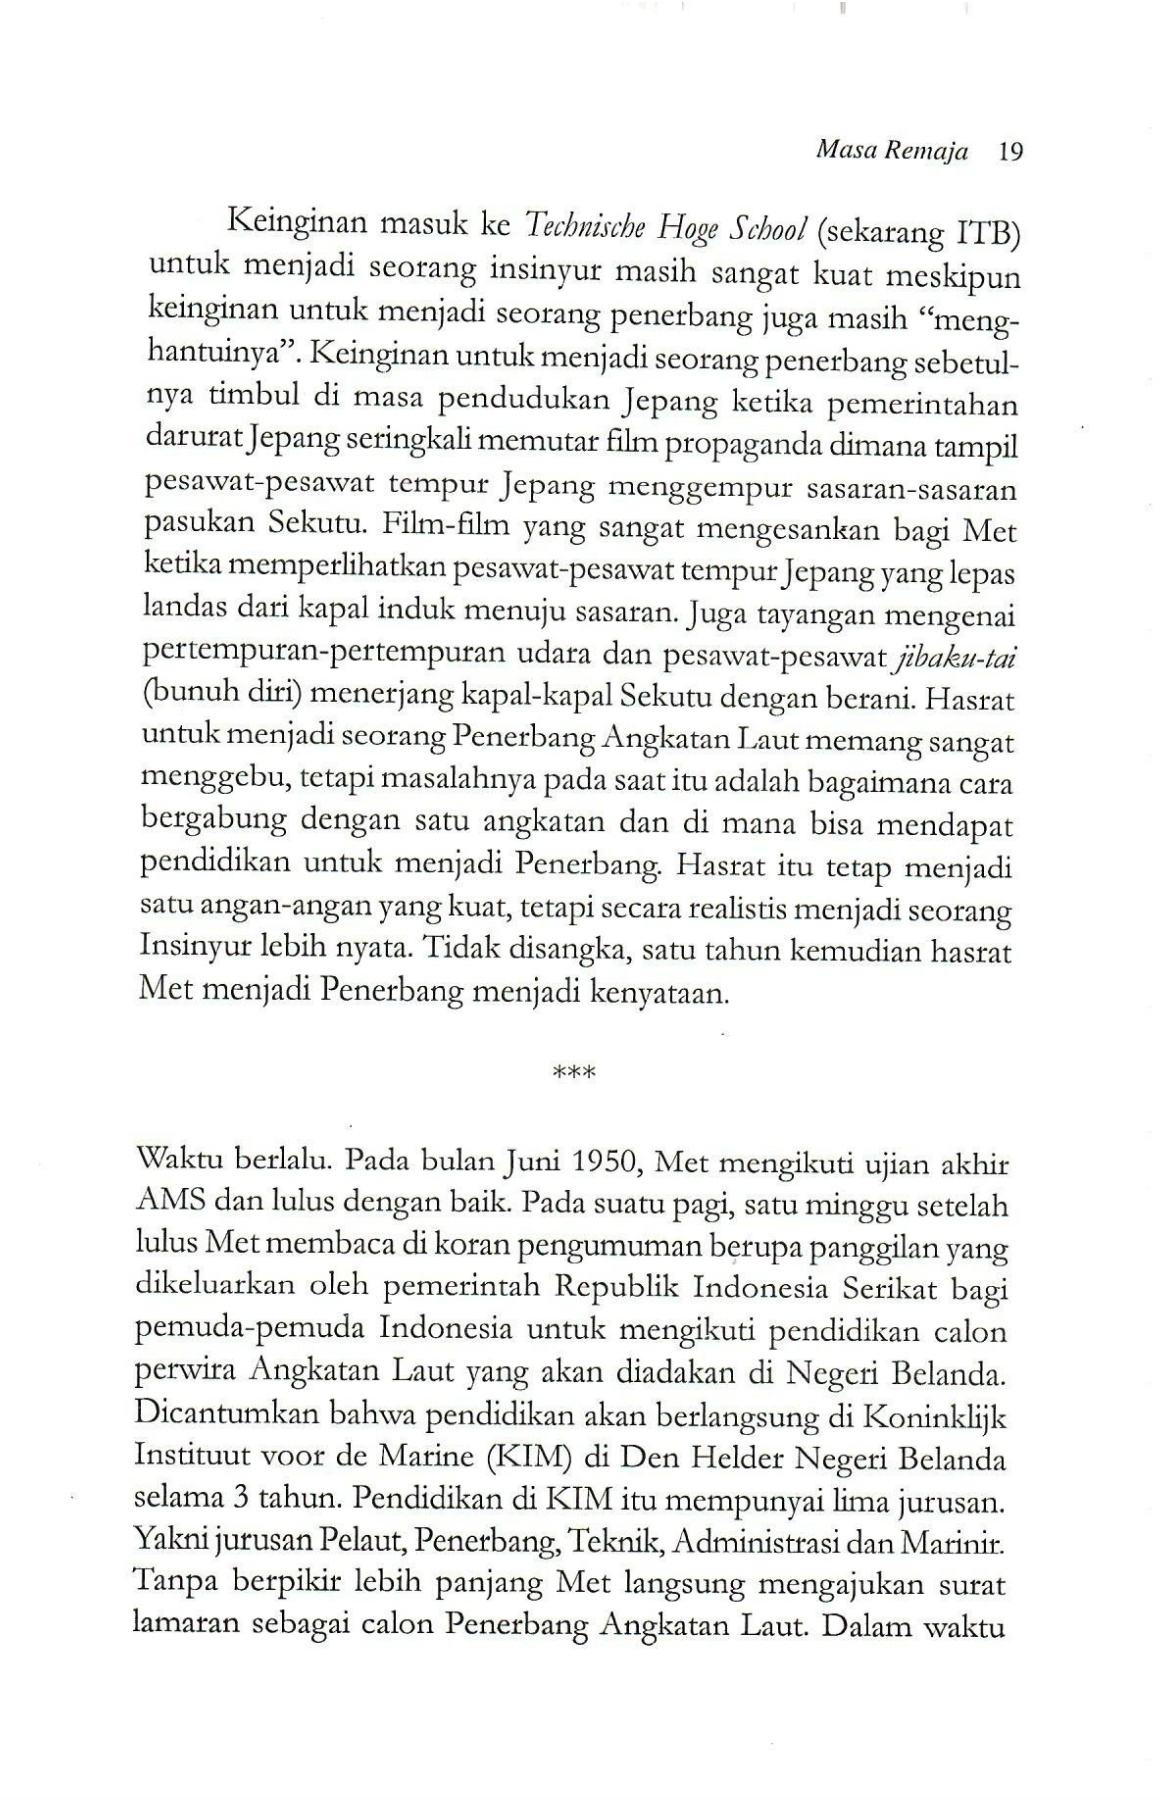 Masa Remaja 19
Keinginan masuk ke Technische Hoge School (sekarang ITB)
untuk menjadi seorang insinyur masih sangat kuat meskipun
keinginan untuk menjadi seorang penerbang juga masih “meng-
hantuinya”. Keinginan untuk menjadi seorang penerbang sebetul-
nya timbul di masa pendudukan Jepang ketika pemerintahan
darurat Jepang seringkali memutar film propaganda dimana tampil
pesawat-pesawat tempur Jepang menggempur sasaran-sasaran
pasukan Sekutu. Film-film yang sangat mengesankan bagi Met
ketika memperlihatkan pesawat-pesawat tempur Jepang yang lepas
landas dari kapal induk menuju sasaran. Juga tayangan mengenai
pertempuran-pertempuran udara dan pesawat-pesawat jibaku-tai
(bunuh diri) menerjang kapal-kapal Sekutu dengan berani. Hasrat
untuk menjadi seorang Penerbang Angkatan Laut memang sangat
menggebu, tetapi masalahnya pada saat itu adalah bagaimana cara
bergabung dengan satu angkatan dan di mana bisa mendapat
pendidikan untuk menjadi Penerbang. Hasrat itu tetap menjadi
satu angan-angan yang kuat, tetapi secara realistis menjadi seorang
Insinyur lebih nyata. Tidak disangka, satu tahun kemudian hasrat
Met menjadi Penerbang menjadi kenyataan.
***
Waktu berlalu. Pada bulan Juni 1950, Met mengikuti ujian akhir
AMS dan lulus dengan baik. Pada suatu pagi, satu minggu setelah
lulus Met membaca di koran pengumuman berupa panggilan yang
dikeluarkan oleh pemerintah Republik Indonesia Serikat bagi
pemuda-pemuda Indonesia untuk mengikuti pendidikan calon
perwira Angkatan Laut yang akan diadakan di Negeri Belanda.
Dicantumkan bahwa pendidikan akan berlangsung di Koninklijk
Instituut voor de Marine (KIM) di Den Helder Negeri Belanda
selama 3 tahun. Pendidikan di KIM itu mempunyai lima jurusan.
Yakni jurusan Pelaut, Penerbang, Teknik, Administrasi dan Marinir.
Tanpa berpikir lebih panjang Met langsung mengajukan surat
lamaran sebagai calon Penerbang Angkatan Laut. Dalam waktu